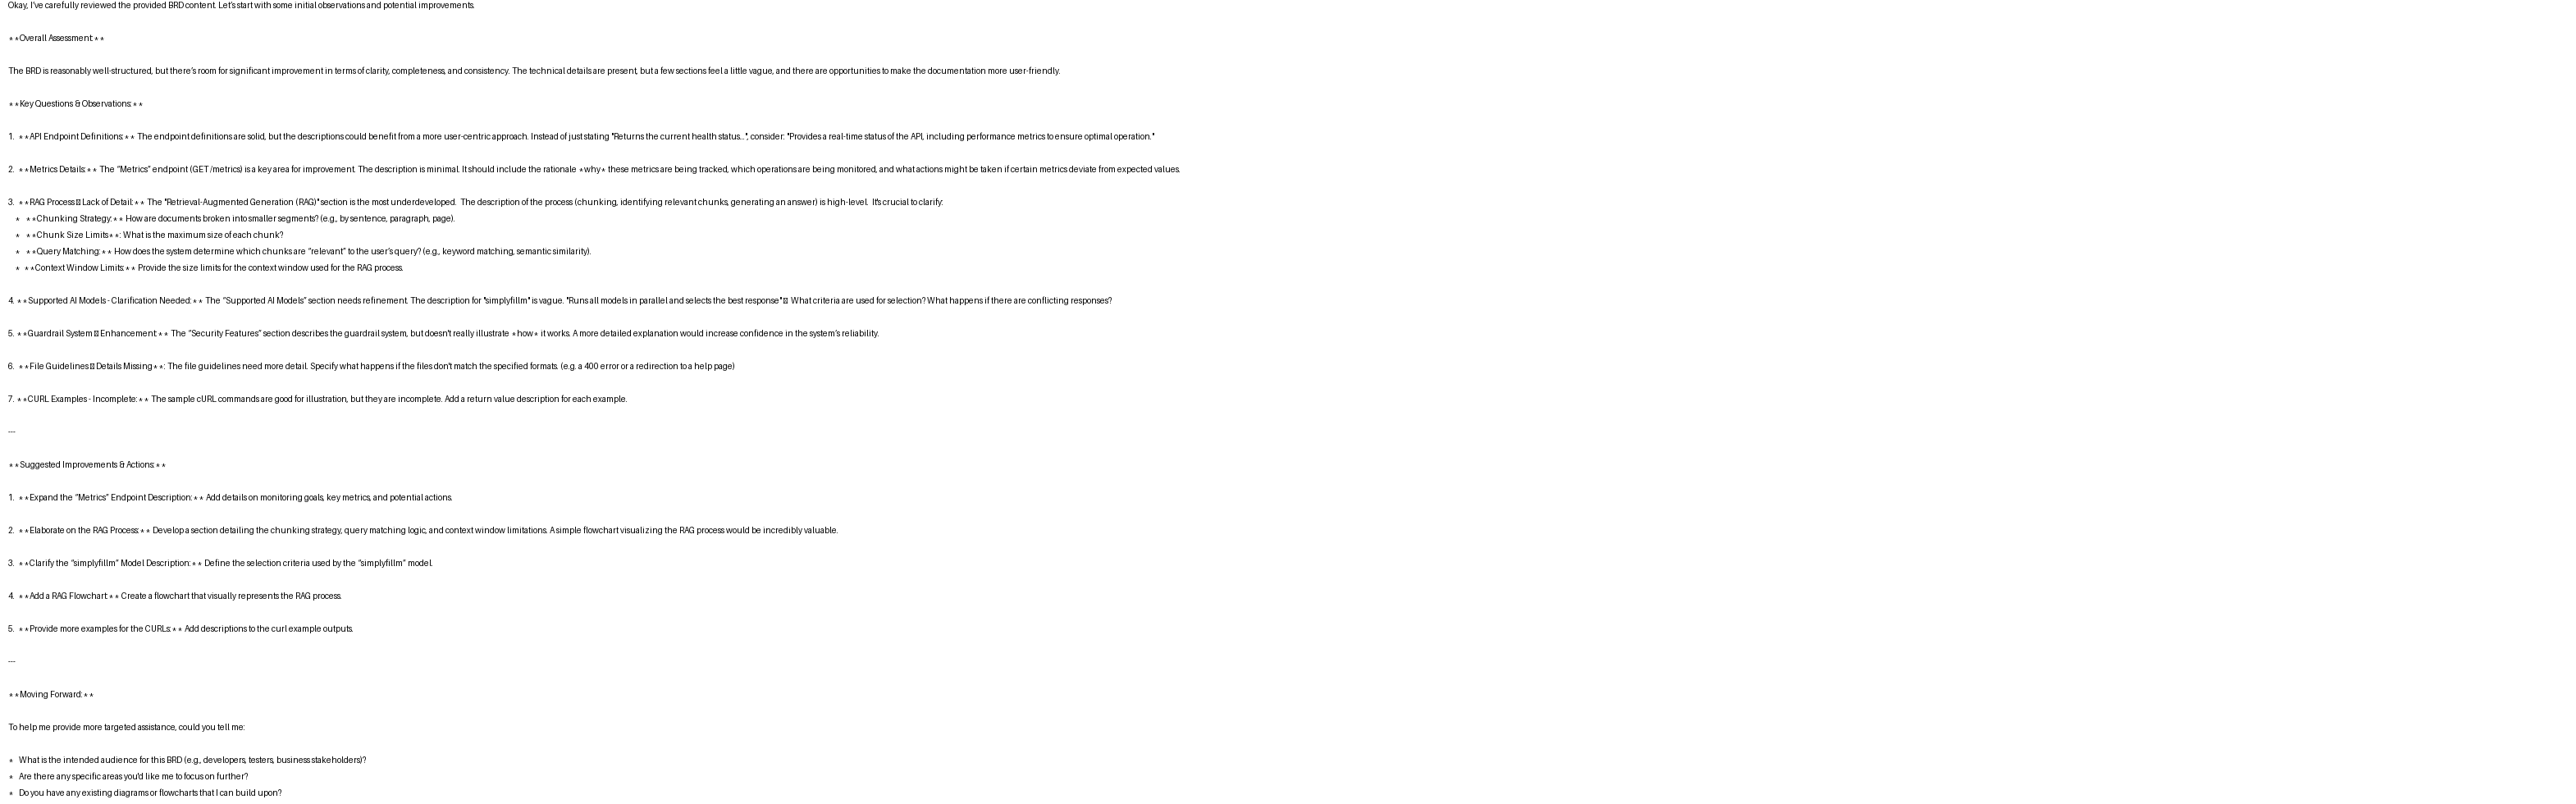 Okay, I've carefully reviewed the provided BRD content. Let's start with some initial observations and potential improvements.
**Overall Assessment:**
The BRD is reasonably well-structured, but there's room for significant improvement in terms of clarity, completeness, and consistency. The technical details are present, but a few sections feel a little vague, and there are opportunities to make the documentation more user-friendly.
**Key Questions & Observations:**
1. **API Endpoint Definitions:** The endpoint definitions are solid, but the descriptions could benefit from a more user-centric approach. Instead of just stating "Returns the current health status...", consider: "Provides a real-time status of the API, including performance metrics to ensure optimal operation."
2. **Metrics Details:** The "Metrics" endpoint (GET /metrics) is a key area for improvement. The description is minimal. It should include the rationale *why* these metrics are being tracked, which operations are being monitored, and what actions might be taken if certain metrics deviate from expected values.
3. **RAG Process Lack of Detail:** The "Retrieval-Augmented Generation (RAG)" section is the most underdeveloped. The description of the process (chunking, identifying relevant chunks, generating an answer) is high-level. It's crucial to clarify:
* **Chunking Strategy:** How are documents broken into smaller segments? (e.g., by sentence, paragraph, page).
* **Chunk Size Limits**: What is the maximum size of each chunk?
* **Query Matching:** How does the system determine which chunks are "relevant" to the user's query? (e.g., keyword matching, semantic similarity).
* **Context Window Limits:** Provide the size limits for the context window used for the RAG process.
4. **Supported AI Models - Clarification Needed:** The "Supported AI Models" section needs refinement. The description for "simplyfillm" is vague. "Runs all models in parallel and selects the best response" What criteria are used for selection? What happens if there are conflicting responses?
5. **Guardrail System Enhancement:** The "Security Features" section describes the guardrail system, but doesn't really illustrate *how* it works. A more detailed explanation would increase confidence in the system's reliability.
6. **File Guidelines Details Missing**: The file guidelines need more detail. Specify what happens if the files don't match the specified formats. (e.g. a 400 error or a redirection to a help page)
7. **CURL Examples - Incomplete:** The sample cURL commands are good for illustration, but they are incomplete. Add a return value description for each example.
---
**Suggested Improvements & Actions:**
1. **Expand the "Metrics" Endpoint Description:** Add details on monitoring goals, key metrics, and potential actions.
2. **Elaborate on the RAG Process:** Develop a section detailing the chunking strategy, query matching logic, and context window limitations. A simple flowchart visualizing the RAG process would be incredibly valuable.
3. **Clarify the "simplyfillm" Model Description:** Define the selection criteria used by the "simplyfillm" model.
4. **Add a RAG Flowchart:** Create a flowchart that visually represents the RAG process.
5. **Provide more examples for the CURLs:** Add descriptions to the curl example outputs.
---
**Moving Forward:**
To help me provide more targeted assistance, could you tell me:
* What is the intended audience for this BRD (e.g., developers, testers, business stakeholders)?
* Are there any specific areas you'd like me to focus on further?
* Do you have any existing diagrams or flowcharts that I can build upon?